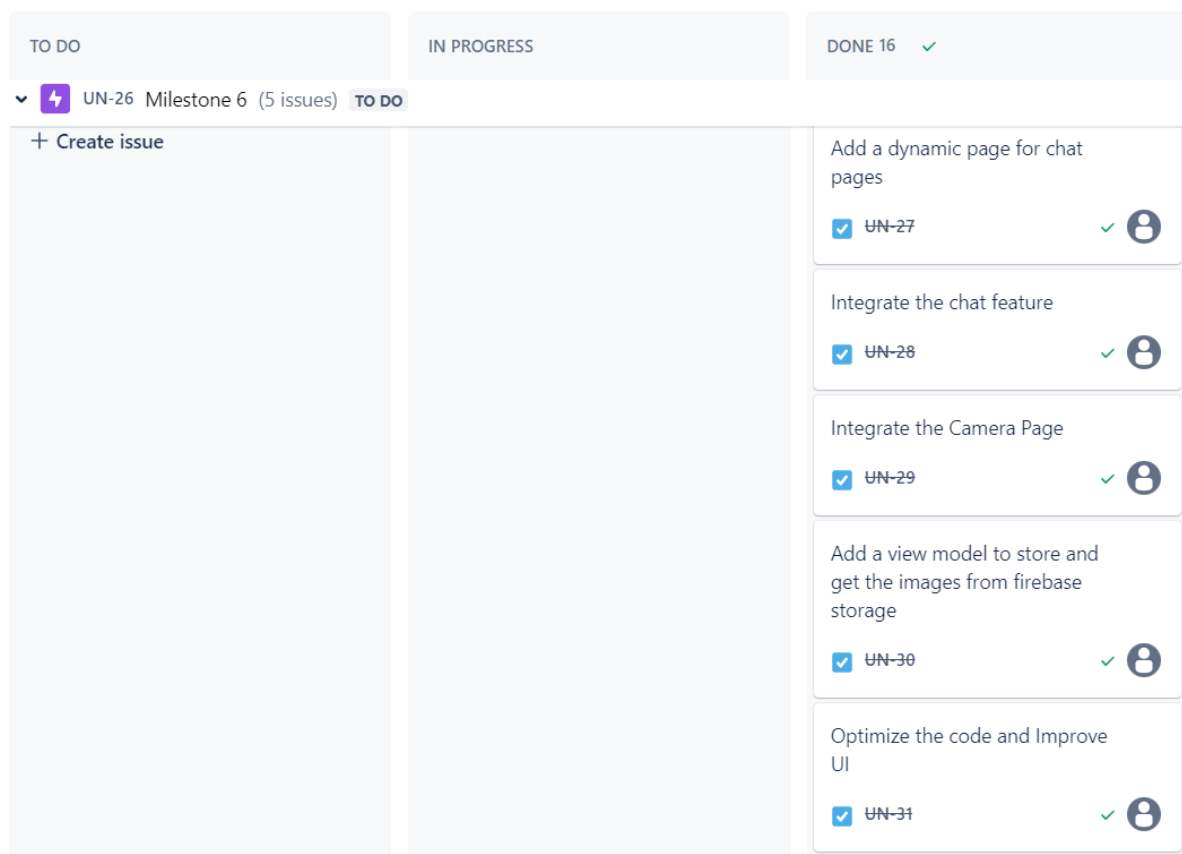 TO DO
IN PROGRESS
DONE 16
UN-26 Milestone 6 (5 issues) TO DO
+ Create issue
Add a dynamic page for chat
pages
UN-27
Integrate the chat feature
UN-28
Integrate the Camera Page
UN-29
Add a view model to store and
get the images from firebase
storage
UN-30
Optimize the code and Improve
UI
UN-31